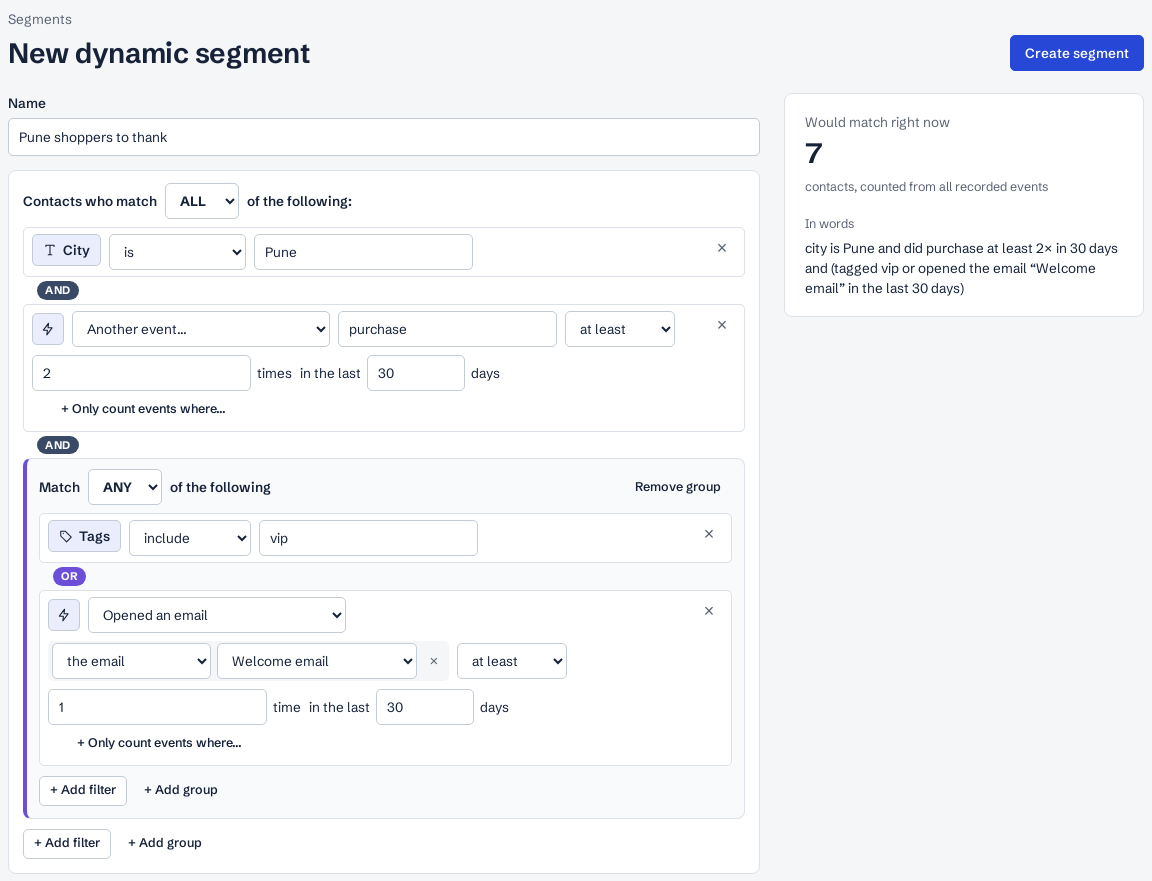 Segments
New dynamic segment
Create segment
Name
Pune shoppers to thank
Contacts who match ALL of the following:
City is Pune ×
AND
Another event... purchase at least ×
2 times in the last 30 days
+ Only count events where...
AND
Match ANY of the following Remove group
Tags include vip ×
OR
Opened an email ×
the email Welcome email × at least
1 time in the last 30 days
+ Only count events where...
+ Add filter + Add group
+ Add filter + Add group
Would match right now
7
contacts, counted from all recorded events
In words
city is Pune and did purchase at least 2× in 30 days
and (tagged vip or opened the email “Welcome
email” in the last 30 days)